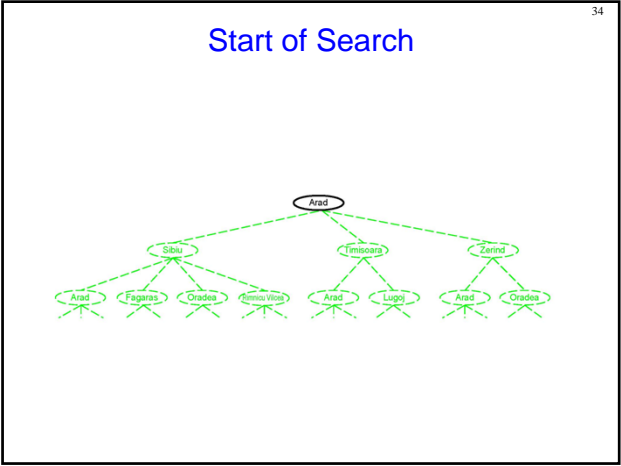 34
Start of Search
Arad
Sibiu Timisoara Zerind
Arad Fagaras Oradea Rimnicu Vilcea Arad Lugoj Arad Oradea